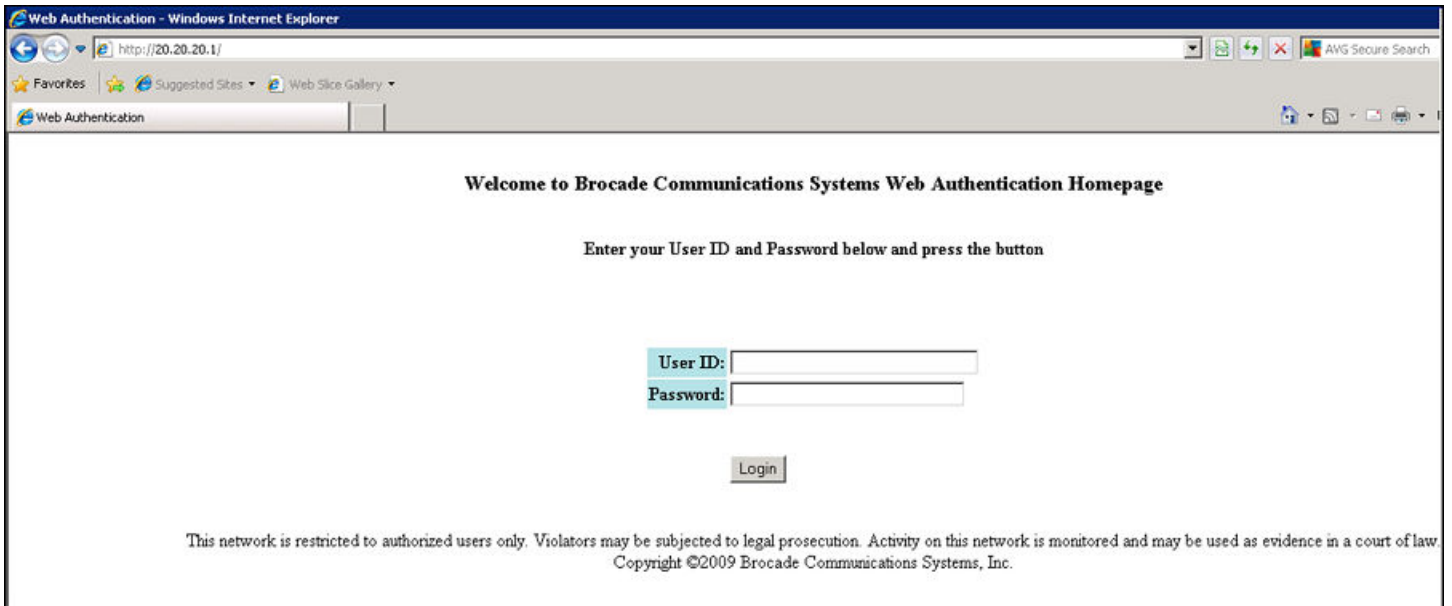 Web Authentication - Windows Internet Explorer
http://20.20.20.1/
AVG Secure Search
Favorites Suggested Sites Web Slice Gallery
Web Authentication
Welcome to Brocade Communications Systems Web Authentication Homepage
Enter your User ID and Password below and press the button
User ID:
Password:
Login
This network is restricted to authorized users only. Violators may be subjected to legal prosecution. Activity on this network is monitored and may be used as evidence in a court of law.
Copyright ©2009 Brocade Communications Systems, Inc.